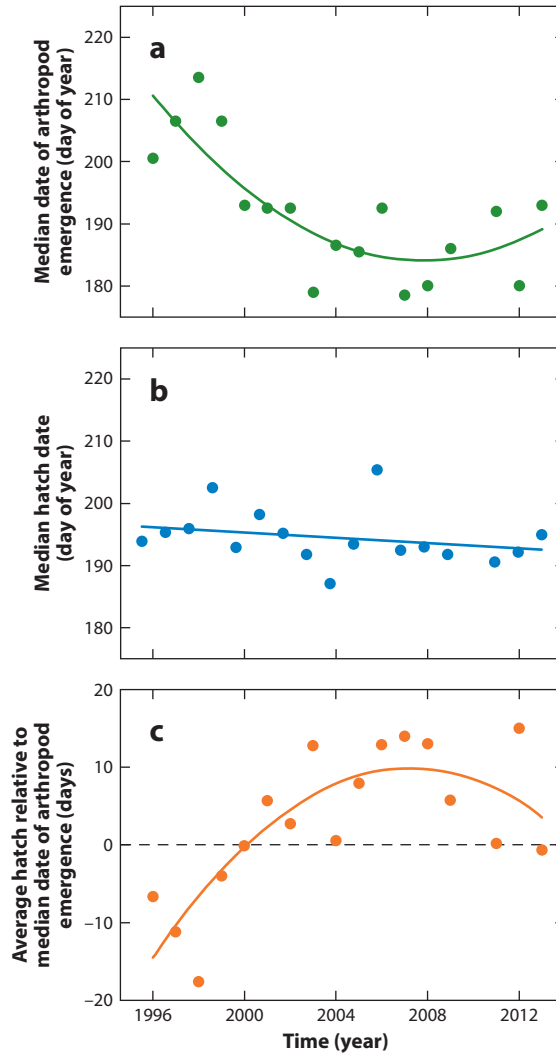 a
Median date of arthropod
emergence (day of year)
220
210
200
190
180
b
Median hatch date
(day of year)
220
210
200
190
180
c
Average hatch relative to
median date of arthropod
emergence (days)
20
10
0
–10
–20
1996
2000
2004
2008
2012
Time (year)